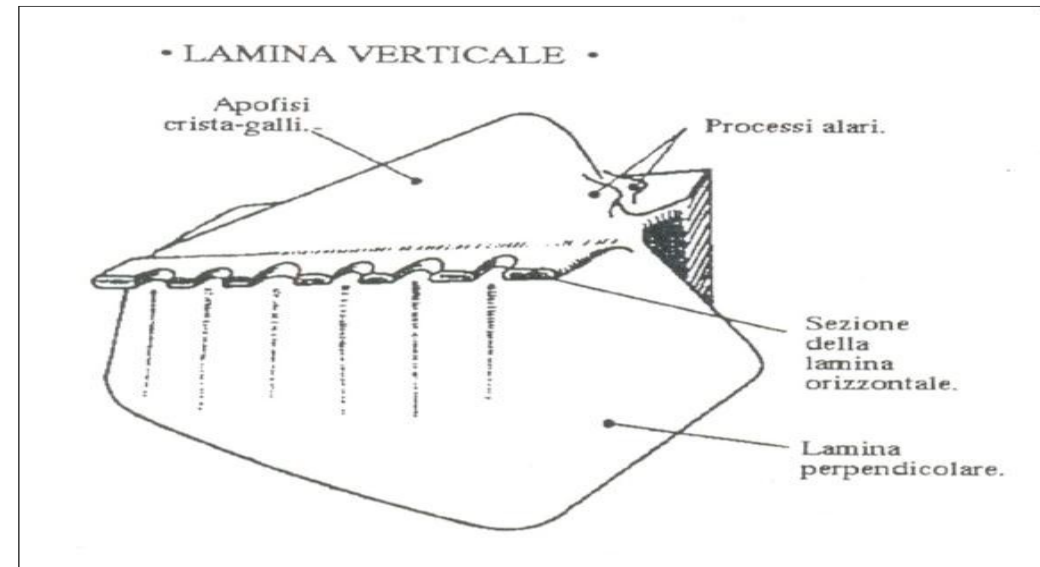 • LAMINA VERTICALE •
Apofisi
crista-galli.
Processi alari.
Sezione
della
lamina
orizzontale.
Lamina
perpendicolare.